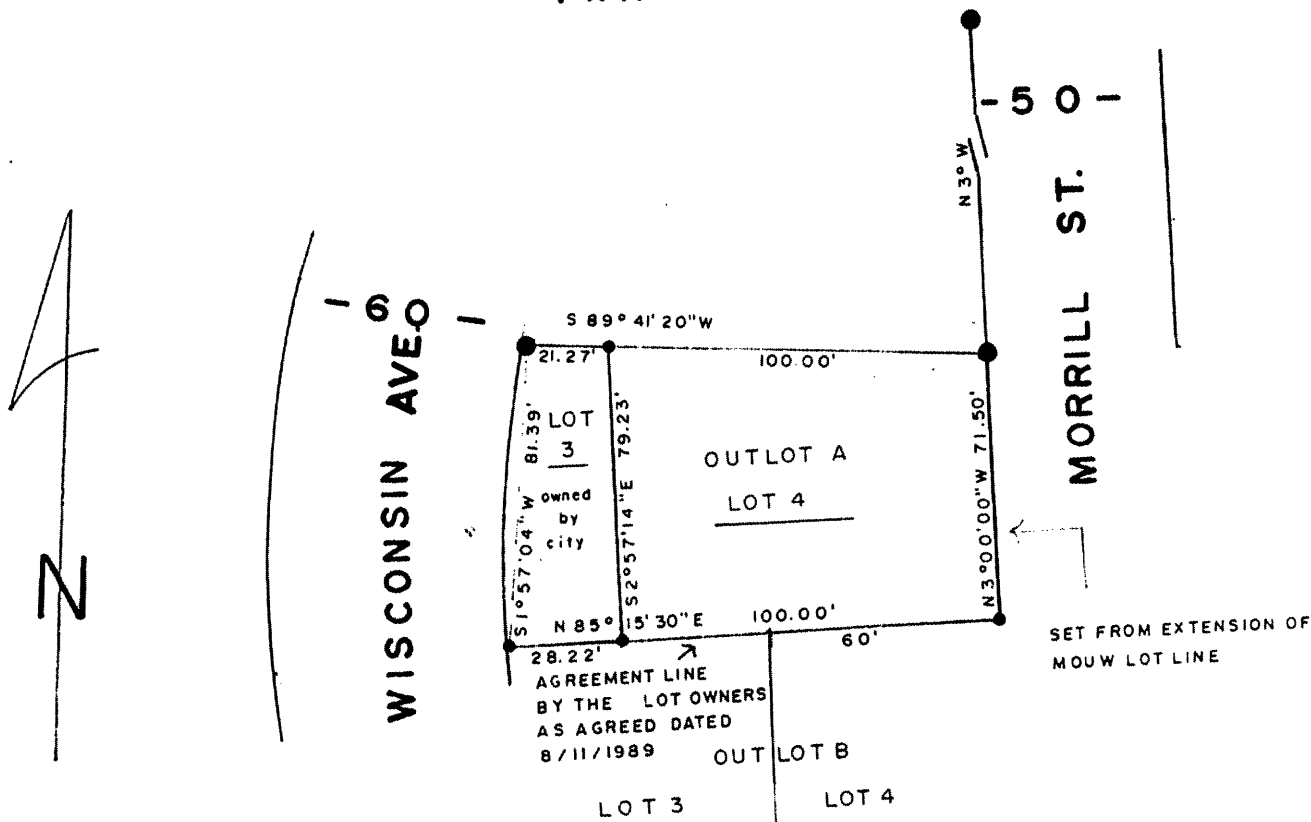 - 5 0 -
N 3° W
MORRILL ST.
- 6 0 -
WISCONSIN AVE.
N
S 89° 41' 20" W
21.27'
100.00'
S 1° 57' 04" W 81.39'
LOT
3
owned
by
city
S 2° 57' 14" E 79.23'
OUTLOT A
LOT 4
N 3° 00' 00" W 71.50'
N 85° 15' 30" E
100.00'
28.22'
60'
SET FROM EXTENSION OF
MOUW LOT LINE
AGREEMENT LINE
BY THE LOT OWNERS
AS AGREED DATED
8/11/1989
OUTLOT B
LOT 3
LOT 4